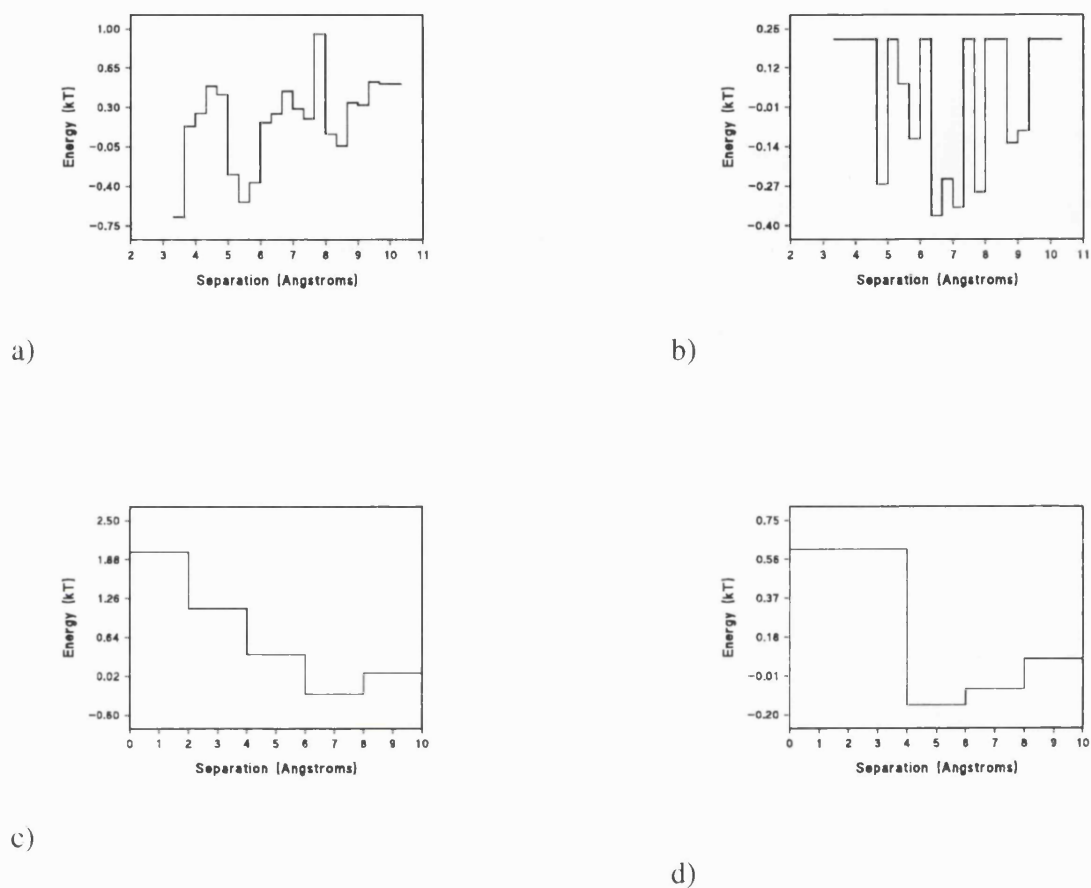 1.00
0.65
0.30
−0.05
−0.40
−0.75
Energy (kT)
2 3 4 5 6 7 8 9 10 11
Separation (Angstroms)
a)
0.25
0.12
−0.01
−0.14
−0.27
−0.40
Energy (kT)
2 3 4 5 6 7 8 9 10 11
Separation (Angstroms)
b)
2.50
1.88
1.26
0.64
0.02
−0.60
Energy (kT)
0 1 2 3 4 5 6 7 8 9 10
Separation (Angstroms)
c)
0.75
0.56
0.37
0.18
−0.01
−0.20
Energy (kT)
0 1 2 3 4 5 6 7 8 9 10
Separation (Angstroms)
d)